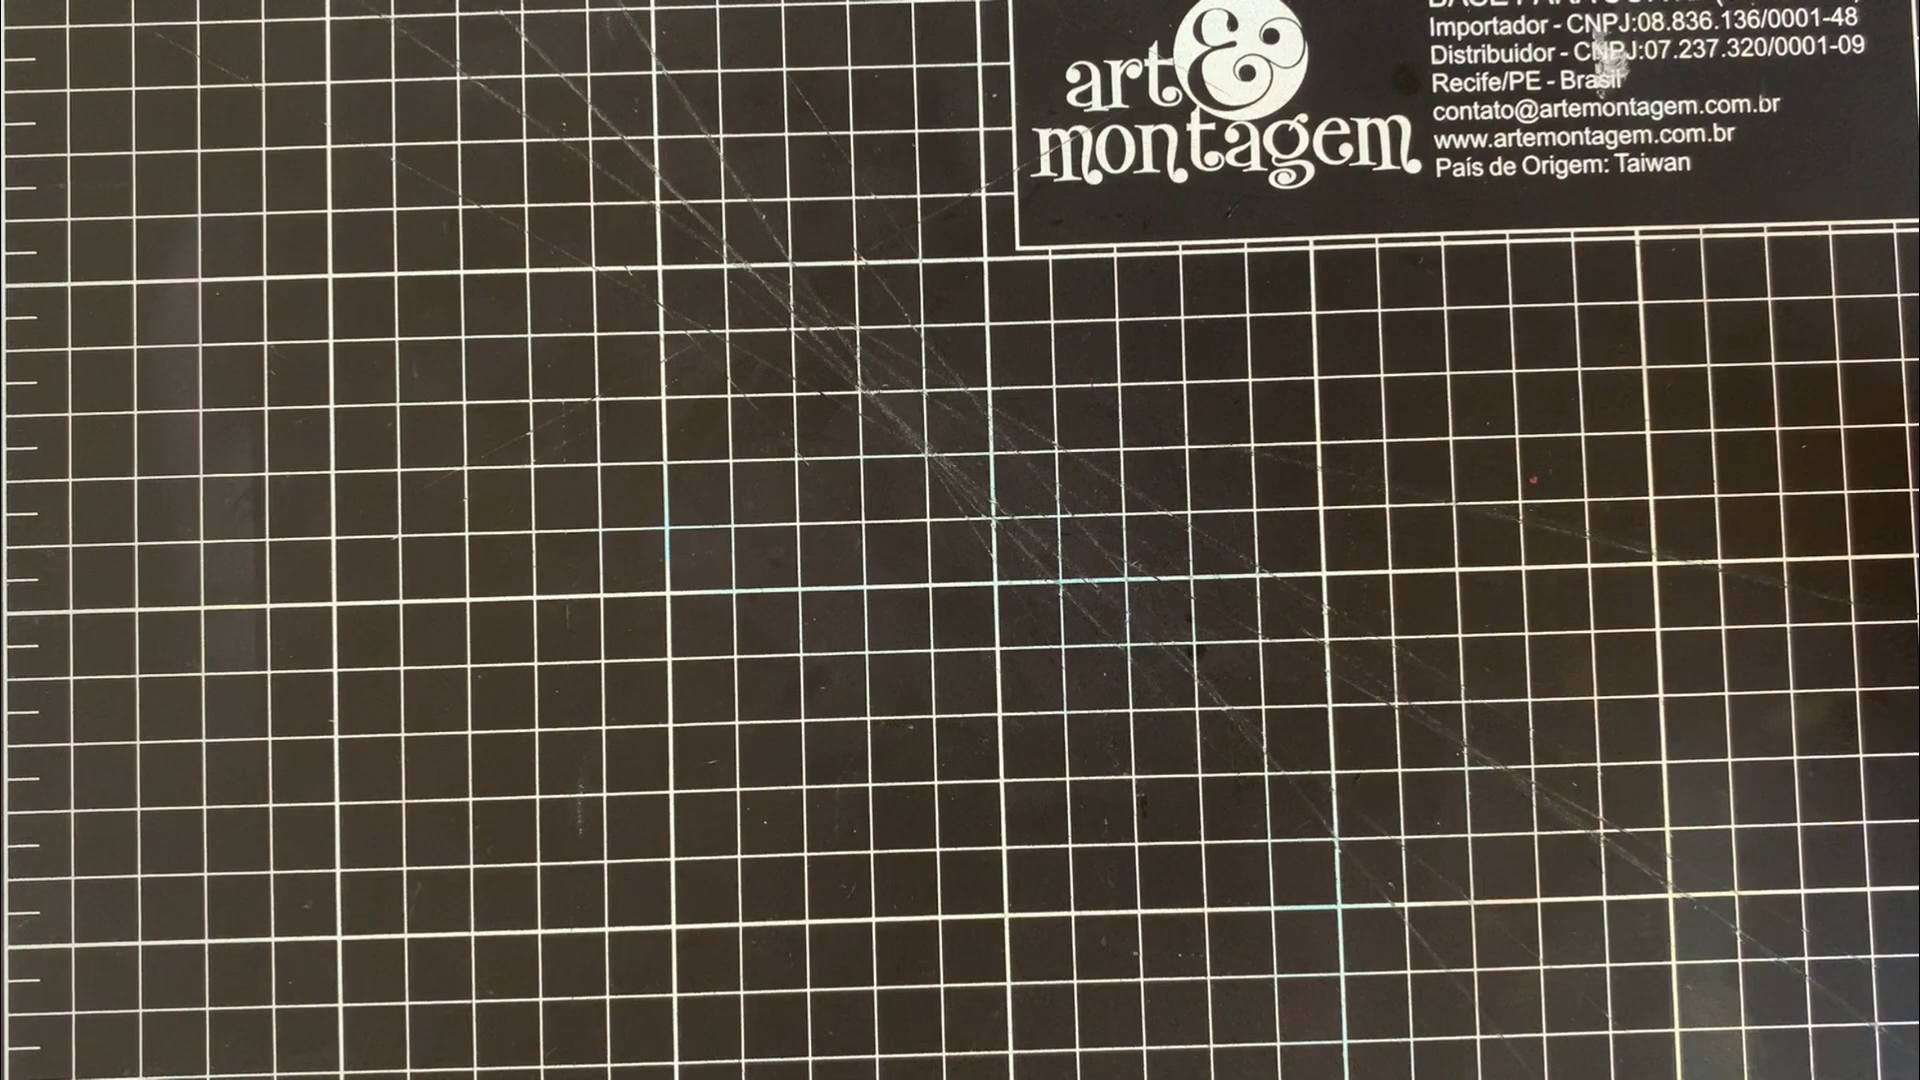 art&
montagem
Importador - CNPJ:08.836.136/0001-48
Distribuidor - CNPJ:07.237.320/0001-09
Recife/PE - Brasil
contato@artemontagem.com.br
www.artemontagem.com.br
País de Origem: Taiwan